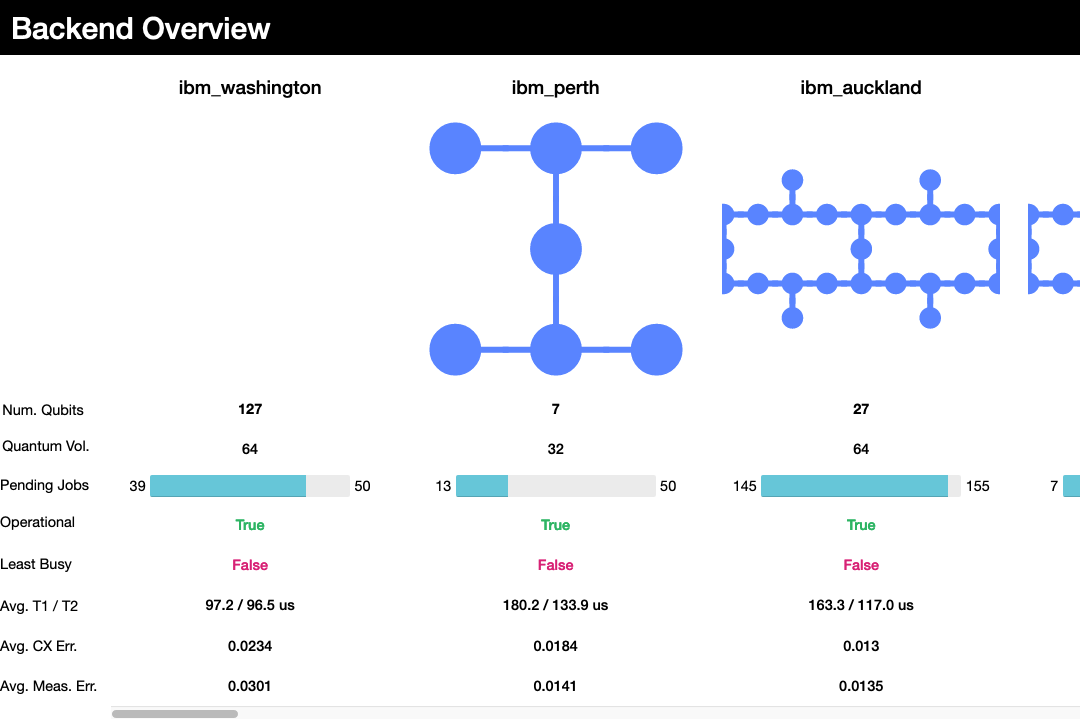 Backend Overview
ibm_washington ibm_perth ibm_auckland
Num. Qubits 127 7 27
Quantum Vol. 64 32 64
Pending Jobs 39 50 13 50 145 155 7
Operational True True True
Least Busy False False False
Avg. T1 / T2 97.2 / 96.5 us 180.2 / 133.9 us 163.3 / 117.0 us
Avg. CX Err. 0.0234 0.0184 0.013
Avg. Meas. Err. 0.0301 0.0141 0.0135